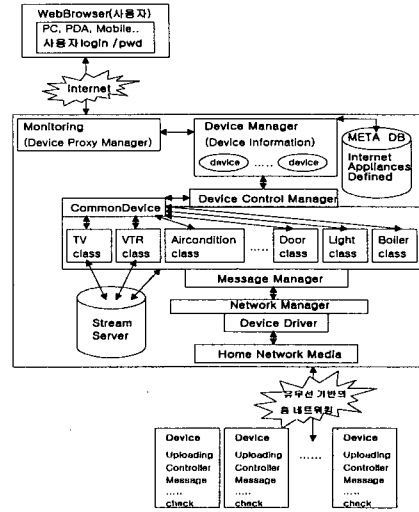 WebBrowser(사용자)
PC, PDA, Mobile..
사용자login /pwd
Internet
Monitoring
(Device Proxy Manager)
Device Manager
(Device Information)
device ..... device
META DB
Internet
Appliances
Defined
Device Control Manager
CommonDevice
TV
class
VTR
class
Aircondition
class
.....
Door
class
Light
class
Boiler
class
Message Manager
Network Manager
Stream
Server
Device Driver
Home Network Media
유무선 기반의
홈 네트워킹
Device
Uploading
Controller
Message
.....
check
Device
Uploading
Controller
Message
.....
check
......
Device
Uploading
Controller
Message
.....
check